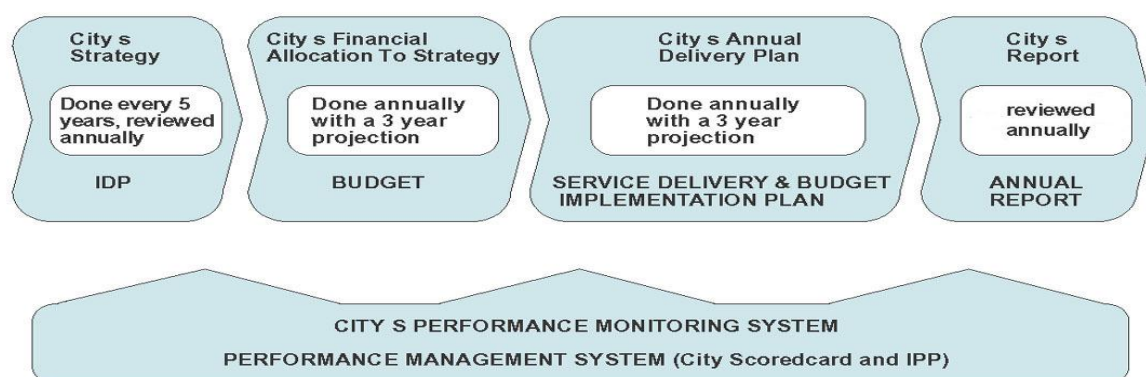 City s
Strategy
Done every 5
years, reviewed
annually
IDP
City s Financial
Allocation To Strategy
Done annually
with a 3 year
projection
BUDGET
City s Annual
Delivery Plan
Done annually
with a 3 year
projection
SERVICE DELIVERY & BUDGET
IMPLEMENTATION PLAN
City s
Report
reviewed
annually
ANNUAL
REPORT
CITY S PERFORMANCE MONITORING SYSTEM
PERFORMANCE MANAGEMENT SYSTEM (City Scoredcard and IPP)